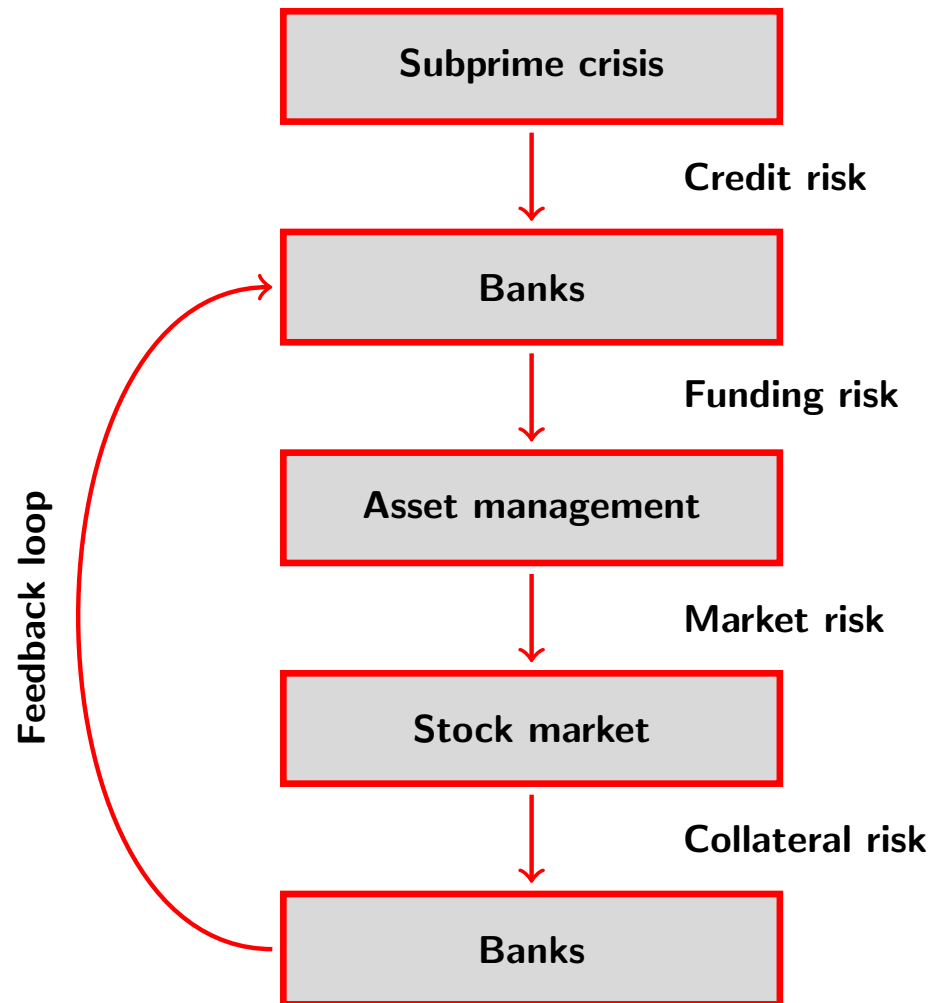 Subprime crisis
Credit risk
Banks
Funding risk
Asset management
Market risk
Feedback loop
Stock market
Collateral risk
Banks